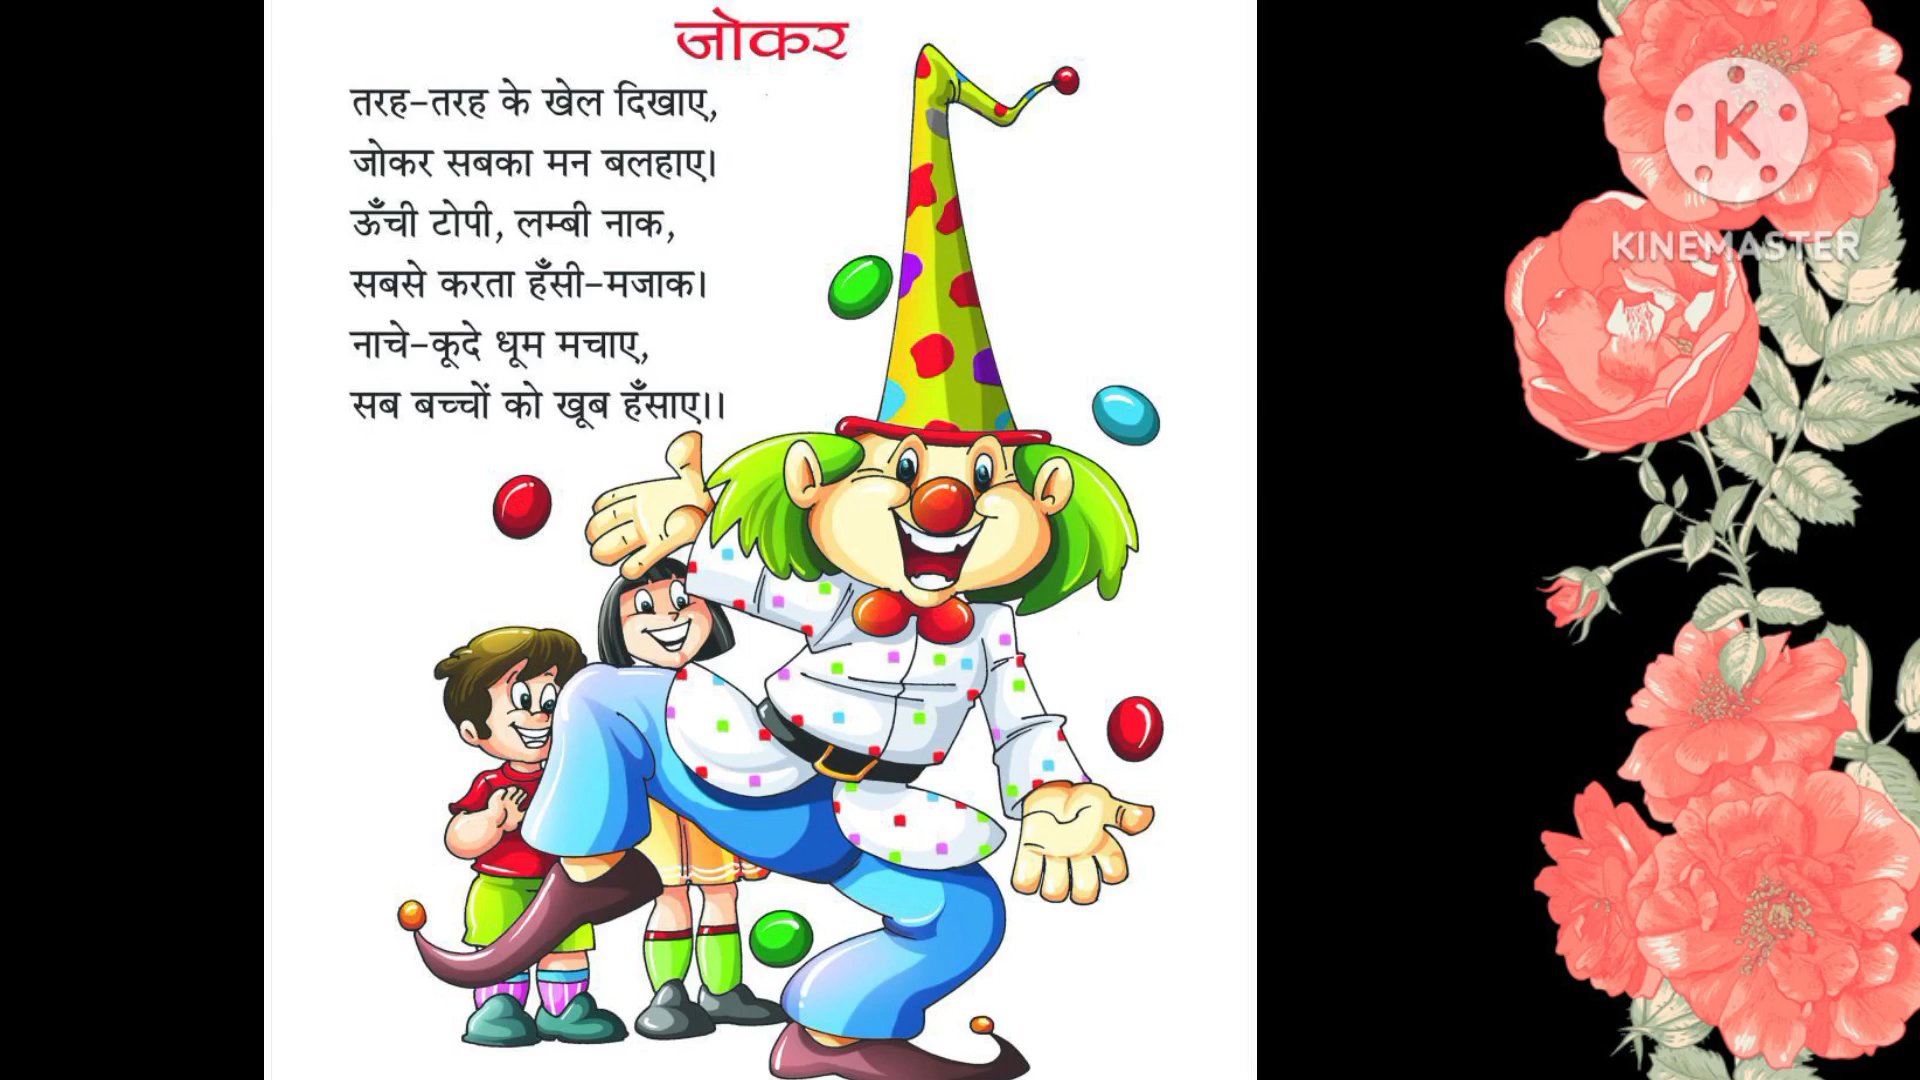 जोकर
तरह-तरह के खेल दिखाए,
जोकर सबका मन बलहाए।
ऊँची टोपी, लम्बी नाक,
सबसे करता हँसी-मजाक।
नाचे-कूदे धूम मचाए,
सब बच्चों को खूब हँसाए।।
K
KINEMASTER